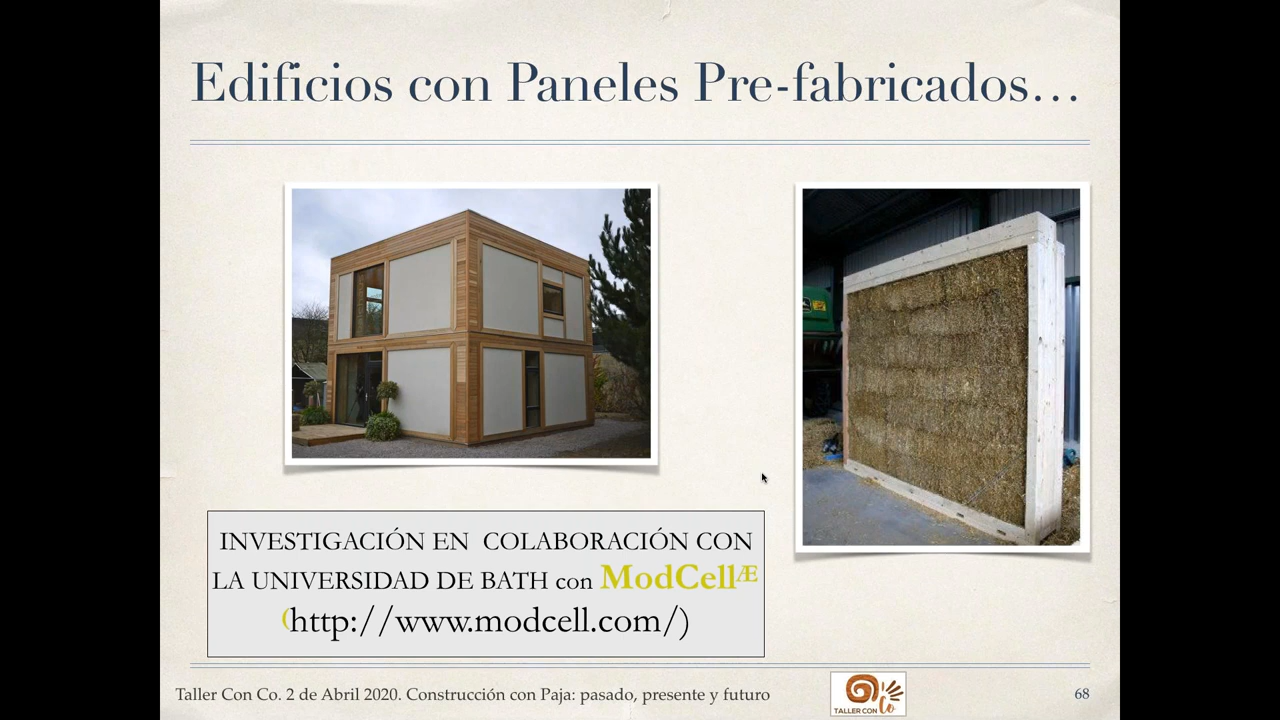 Edificios con Paneles Pre-fabricados…
INVESTIGACIÓN EN COLABORACIÓN CON
LA UNIVERSIDAD DE BATH con ModCellÆ
(http://www.modcell.com/)
Taller Con Co. 2 de Abril 2020. Construcción con Paja: pasado, presente y futuro
TALLER CON Co
68